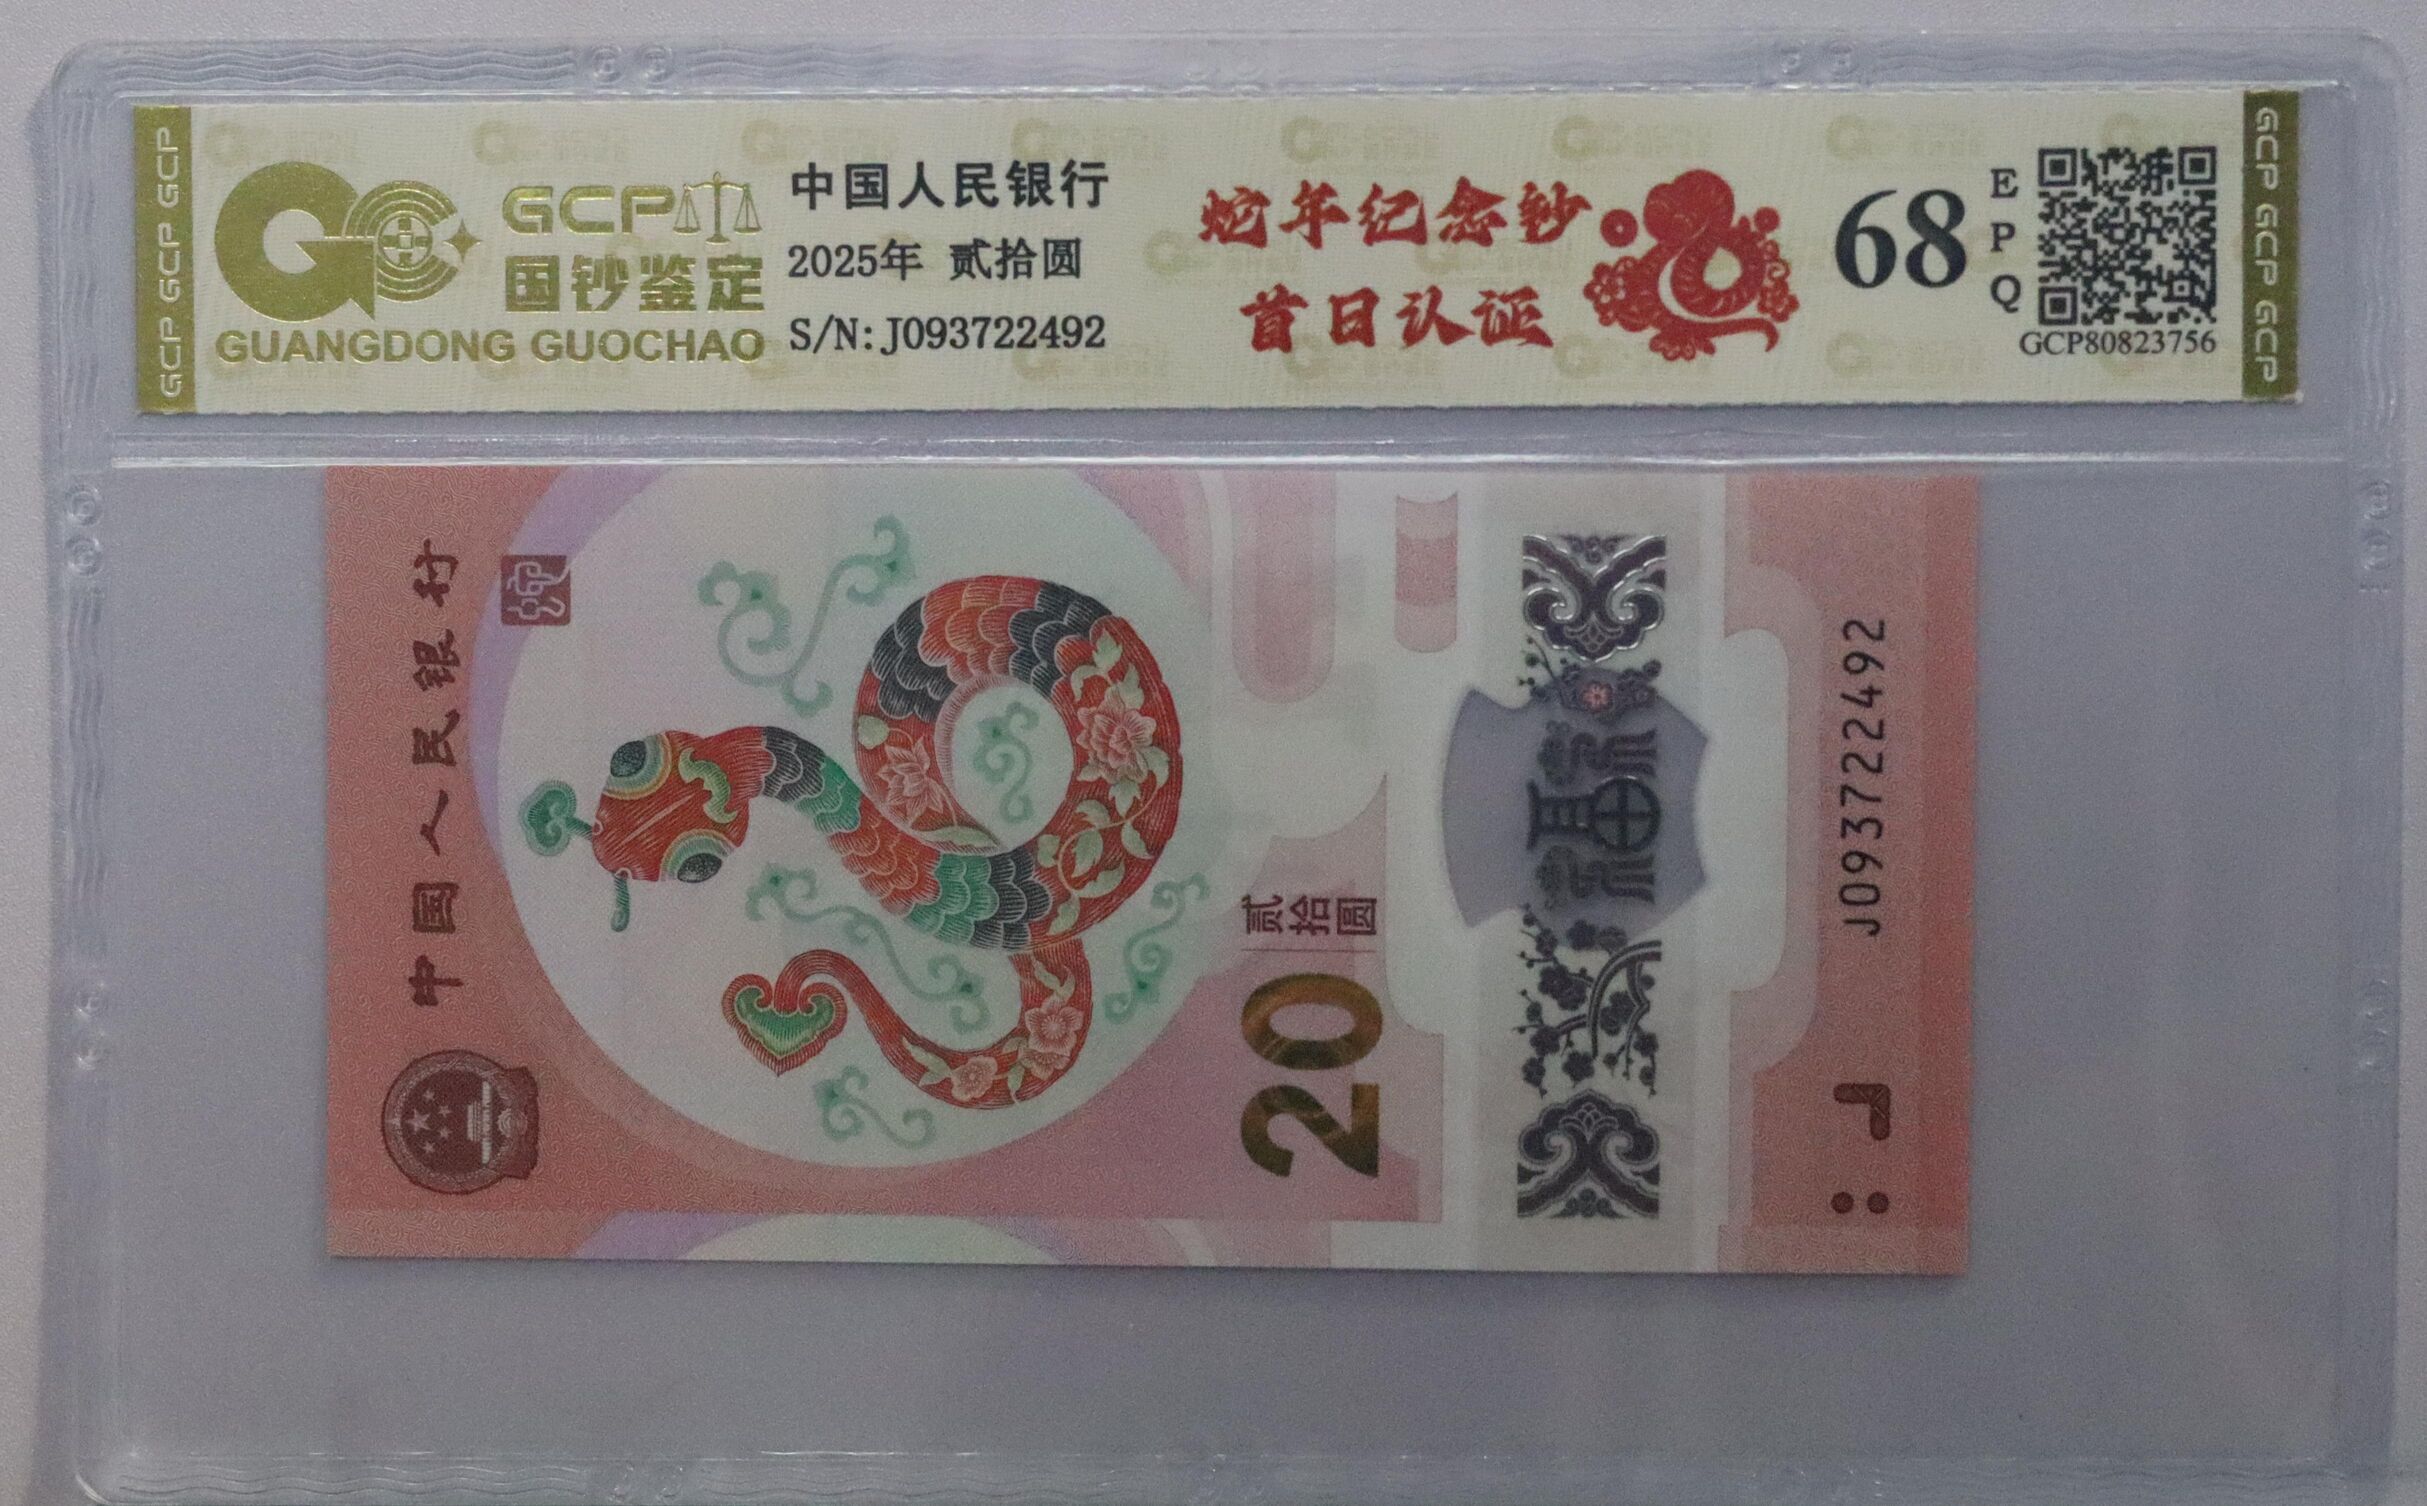 GCP GCP GCP
GCP
国钞鉴定
GUANGDONG GUOCHAO
中国人民银行
2025年 贰拾圆
S/N:J093722492
蛇年纪念钞
首日认证
68
EPQ
GCP80823756
GCP GCP GCP
中国人民银行
贰拾圆
20
福
J093722492